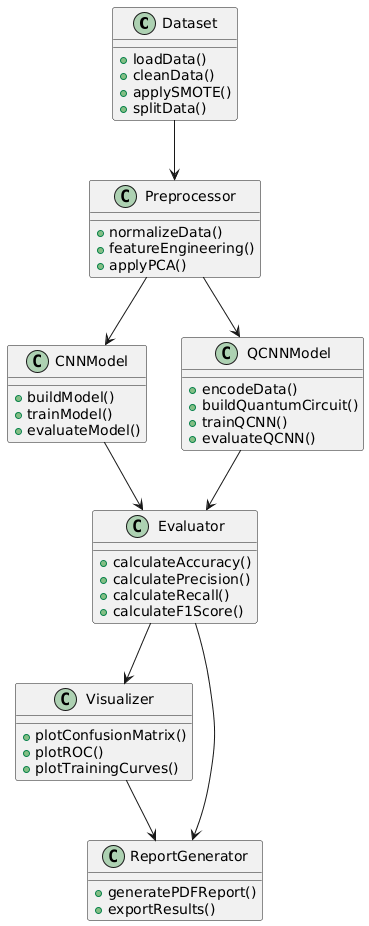 C Dataset
loadData()
cleanData()
applySMOTE()
splitData()
C Preprocessor
normalizeData()
featureEngineering()
applyPCA()
C CNNModel
buildModel()
trainModel()
evaluateModel()
C QCNNModel
encodeData()
buildQuantumCircuit()
trainQCNN()
evaluateQCNN()
C Evaluator
calculateAccuracy()
calculatePrecision()
calculateRecall()
calculateF1Score()
C Visualizer
plotConfusionMatrix()
plotROC()
plotTrainingCurves()
C ReportGenerator
generatePDFReport()
exportResults()